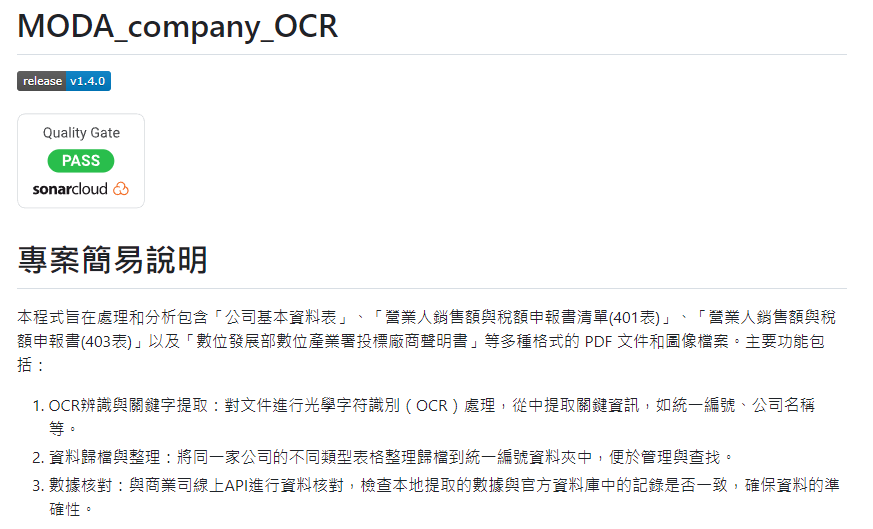 MODA_company_OCR
release v1.4.0
Quality Gate
PASS
sonarcloud
專案簡易說明
本程式旨在處理和分析包含「公司基本資料表」、「營業人銷售額與稅額申報書清單(401表)」、「營業人銷售額與稅
額申報書(403表)」以及「數位發展部數位產業署投標廠商聲明書」等多種格式的 PDF 文件和圖像檔案。主要功能包
括：
1. OCR辨識與關鍵字提取：對文件進行光學字符識別（OCR）處理，從中提取關鍵資訊，如統一編號、公司名稱
等。
2. 資料歸檔與整理：將同一家公司的不同類型表格整理歸檔到統一編號資料夾中，便於管理與查找。
3. 數據核對：與商業司線上API進行資料核對，檢查本地提取的數據與官方資料庫中的記錄是否一致，確保資料的準
確性。